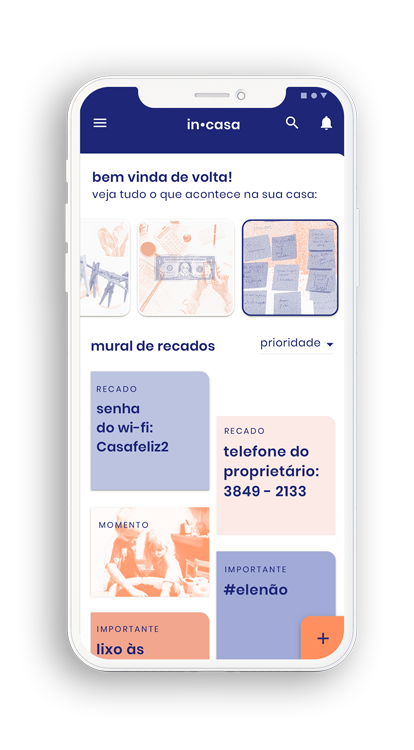 in•casa
bem vinda de volta!
veja tudo o que acontece na sua casa:
mural de recados
prioridade
RECADO
senha
do wi-fi:
Casafeliz2
RECADO
telefone do
proprietário:
3849 - 2133
MOMENTO
IMPORTANTE
#elenão
IMPORTANTE
lixo às
+